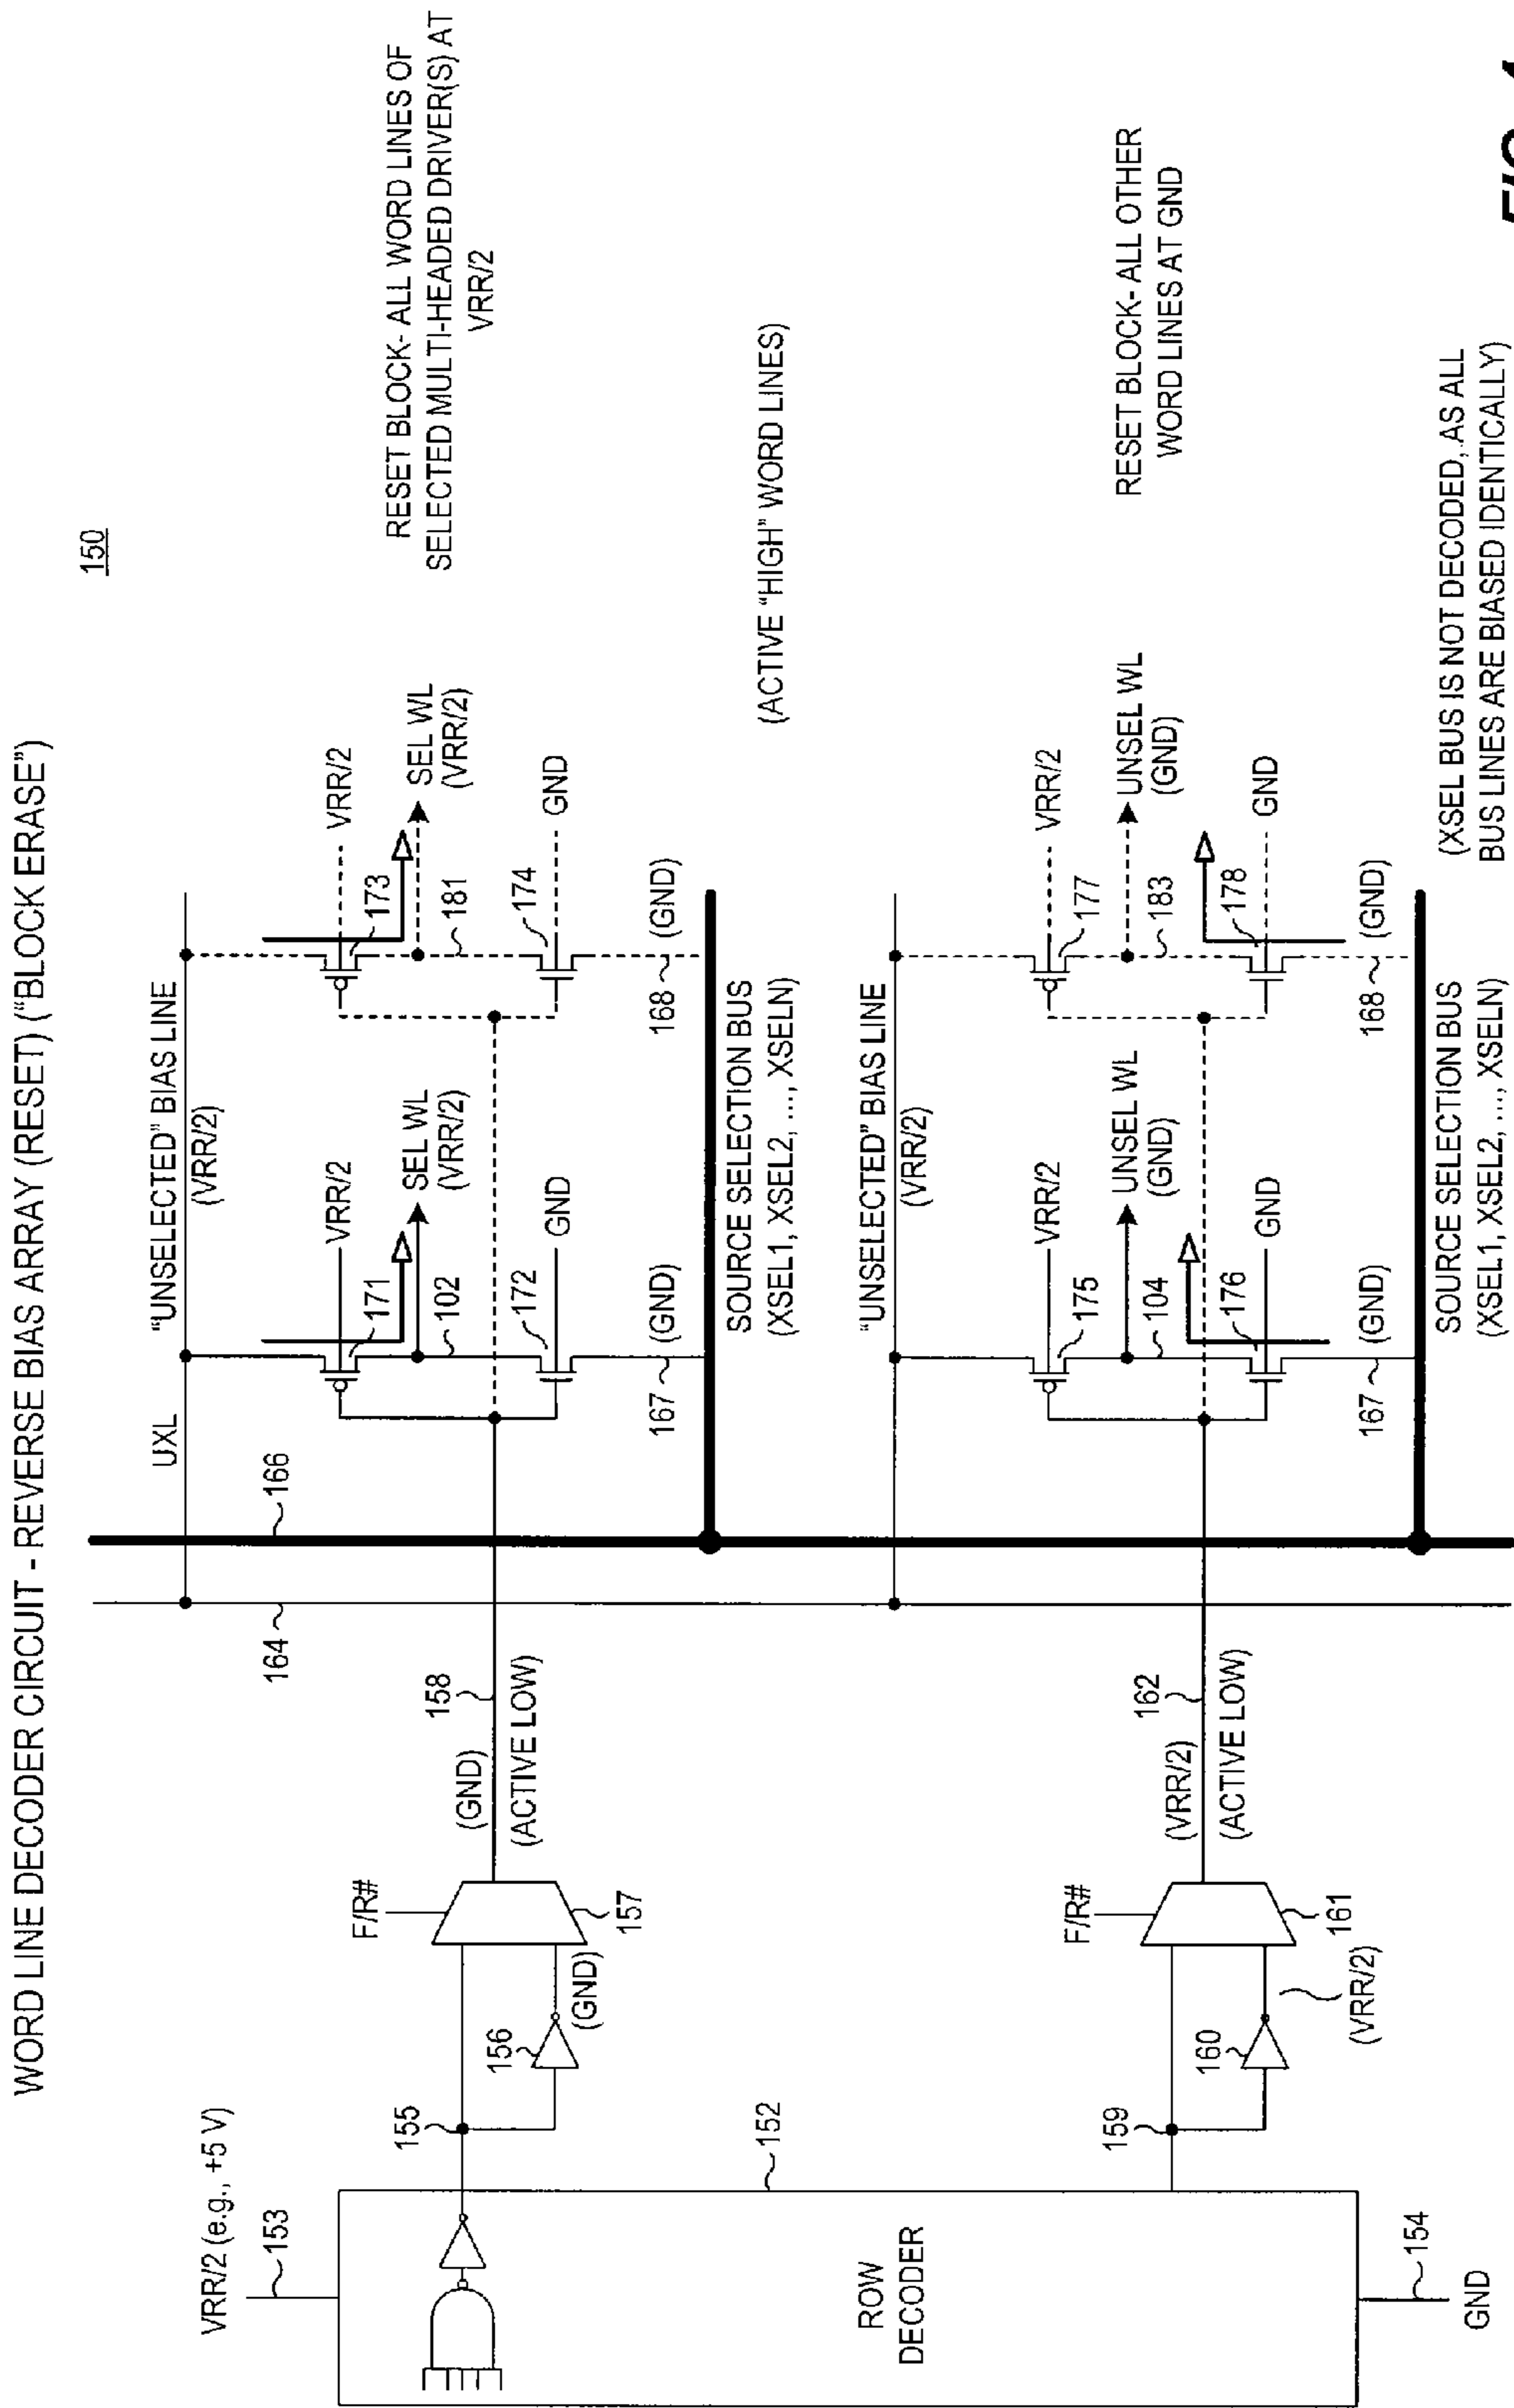 WORD LINE DECODER CIRCUIT - REVERSE BIAS ARRAY (RESET) ("BLOCK ERASE")
150
VRR/2 (e.g., +5 V)
153
155
156
(GND)
F/R#
157
(GND)
158
(ACTIVE LOW)
164
166
UXL
"UNSELECTED" BIAS LINE
(VRR/2)
VRR/2
171
SEL WL
(VRR/2)
102
172
GND
167
(GND)
VRR/2
173
SEL WL
(VRR/2)
181
174
GND
168
(GND)
SOURCE SELECTION BUS
(XSEL1, XSEL2, ..., XSELN)
RESET BLOCK- ALL WORD LINES OF
SELECTED MULTI-HEADED DRIVER(S) AT
VRR/2
(ACTIVE "HIGH" WORD LINES)
152
ROW
DECODER
154
GND
159
160
(VRR/2)
F/R#
161
(VRR/2)
162
(ACTIVE LOW)
"UNSELECTED" BIAS LINE
(VRR/2)
VRR/2
175
UNSEL WL
(GND)
104
176
GND
167
(GND)
VRR/2
177
UNSEL WL
(GND)
183
178
GND
168
(GND)
SOURCE SELECTION BUS
(XSEL1, XSEL2, ..., XSELN)
RESET BLOCK- ALL OTHER
WORD LINES AT GND
(XSEL BUS IS NOT DECODED, AS ALL
BUS LINES ARE BIASED IDENTICALLY)